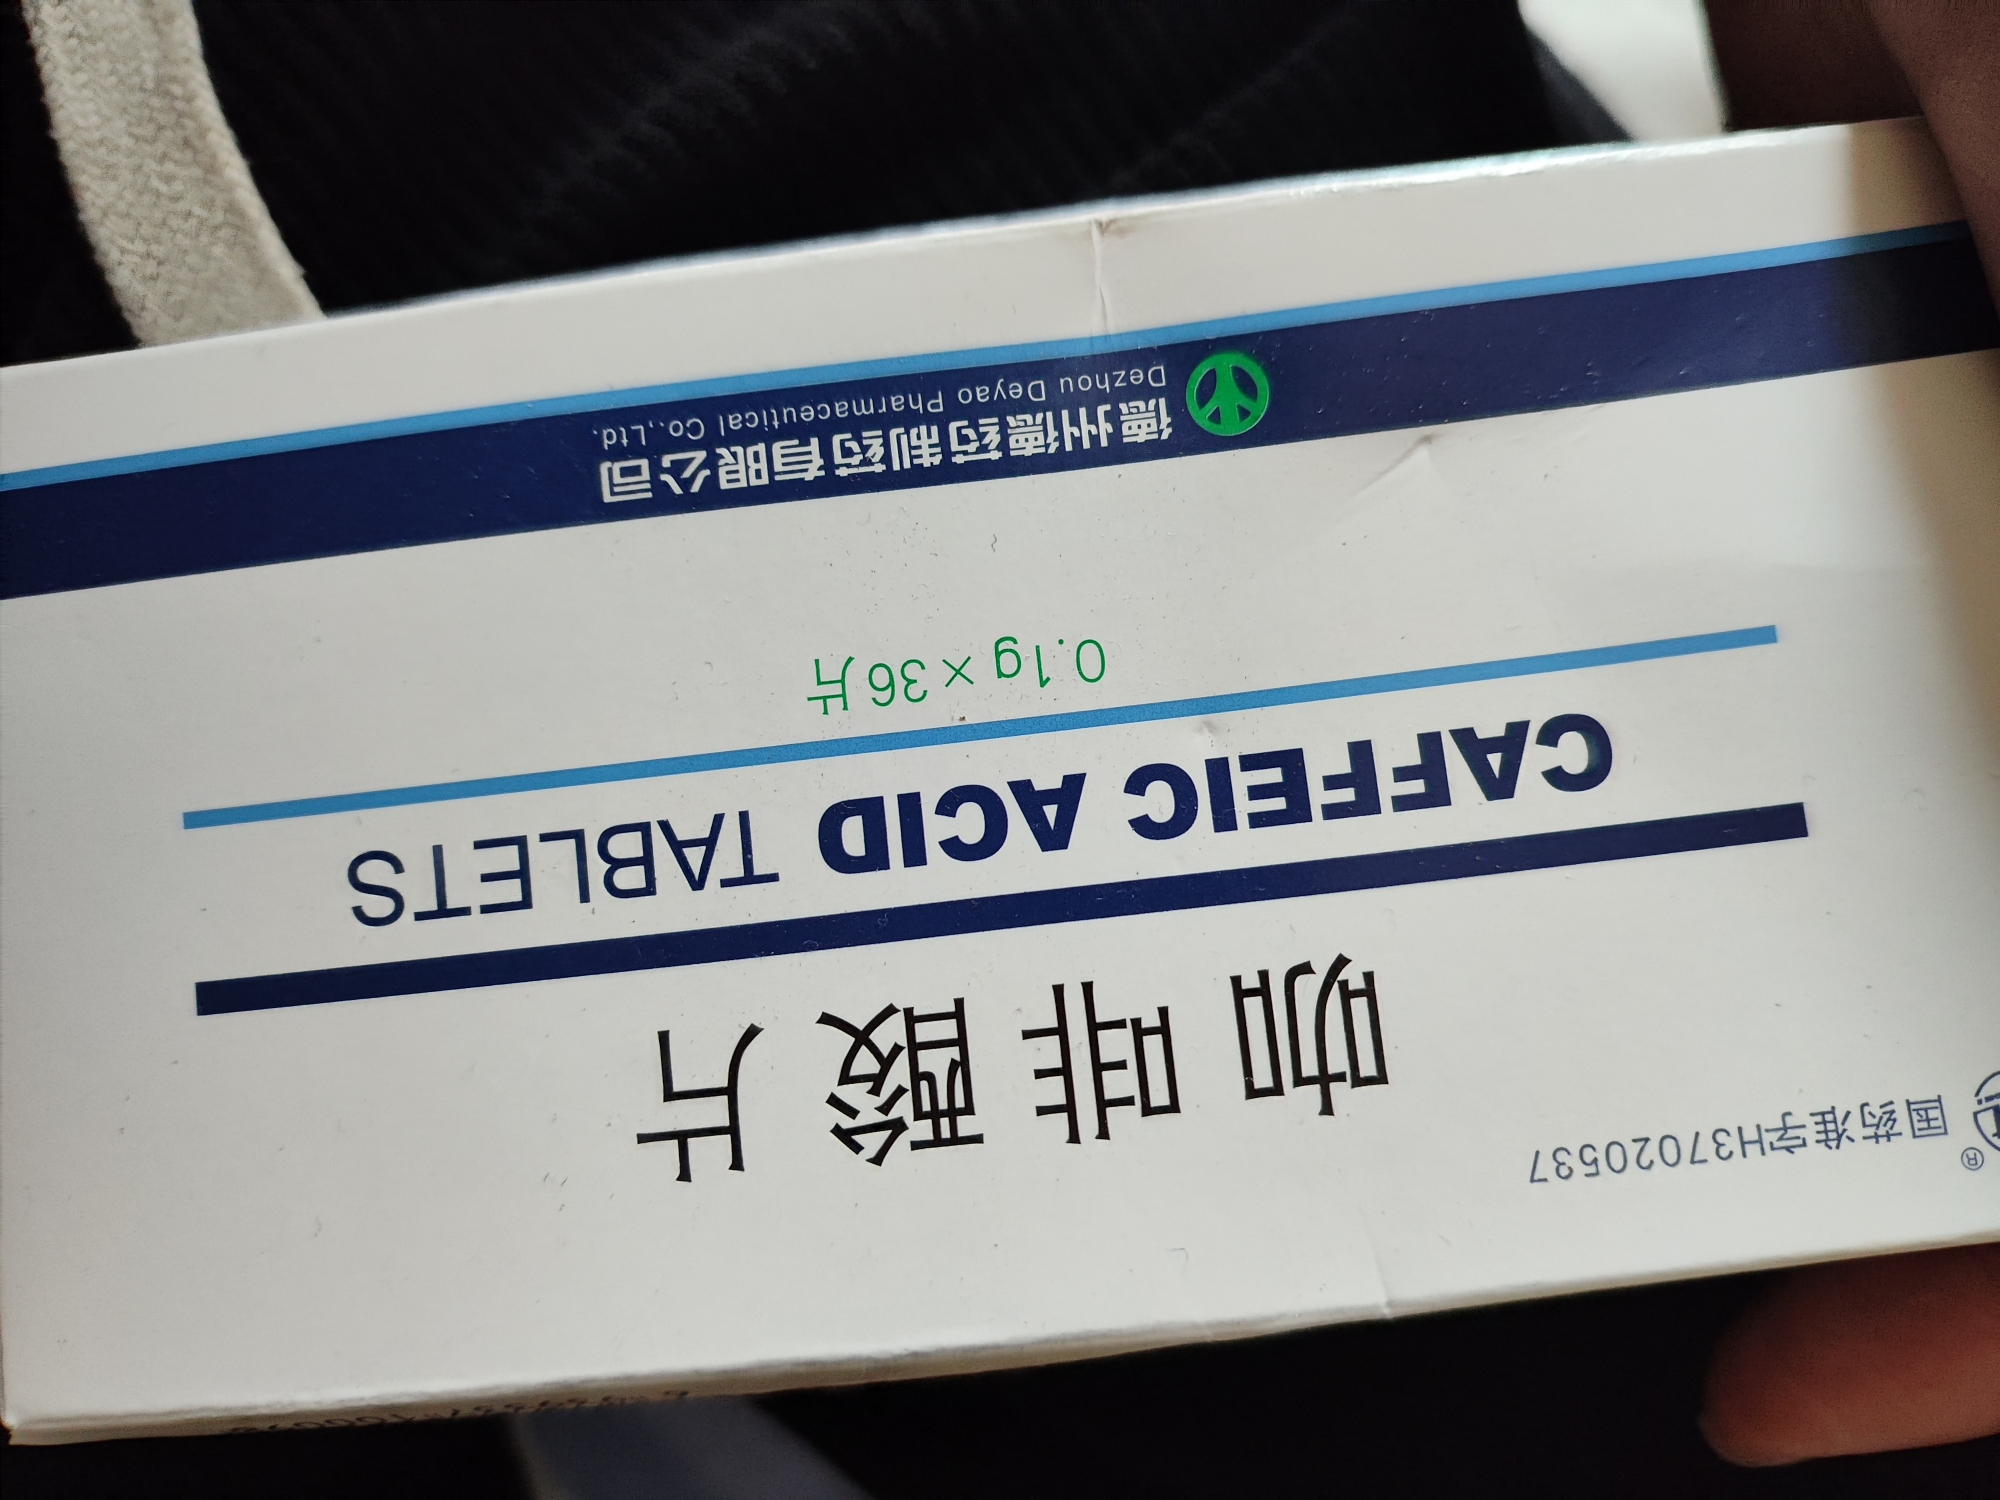 国药准字H37020537
咖啡酸片
CAFFEIC ACID TABLETS
0.1g×36片
德州德药制药有限公司
Dezhou Deyao Pharmaceutical Co.,Ltd.